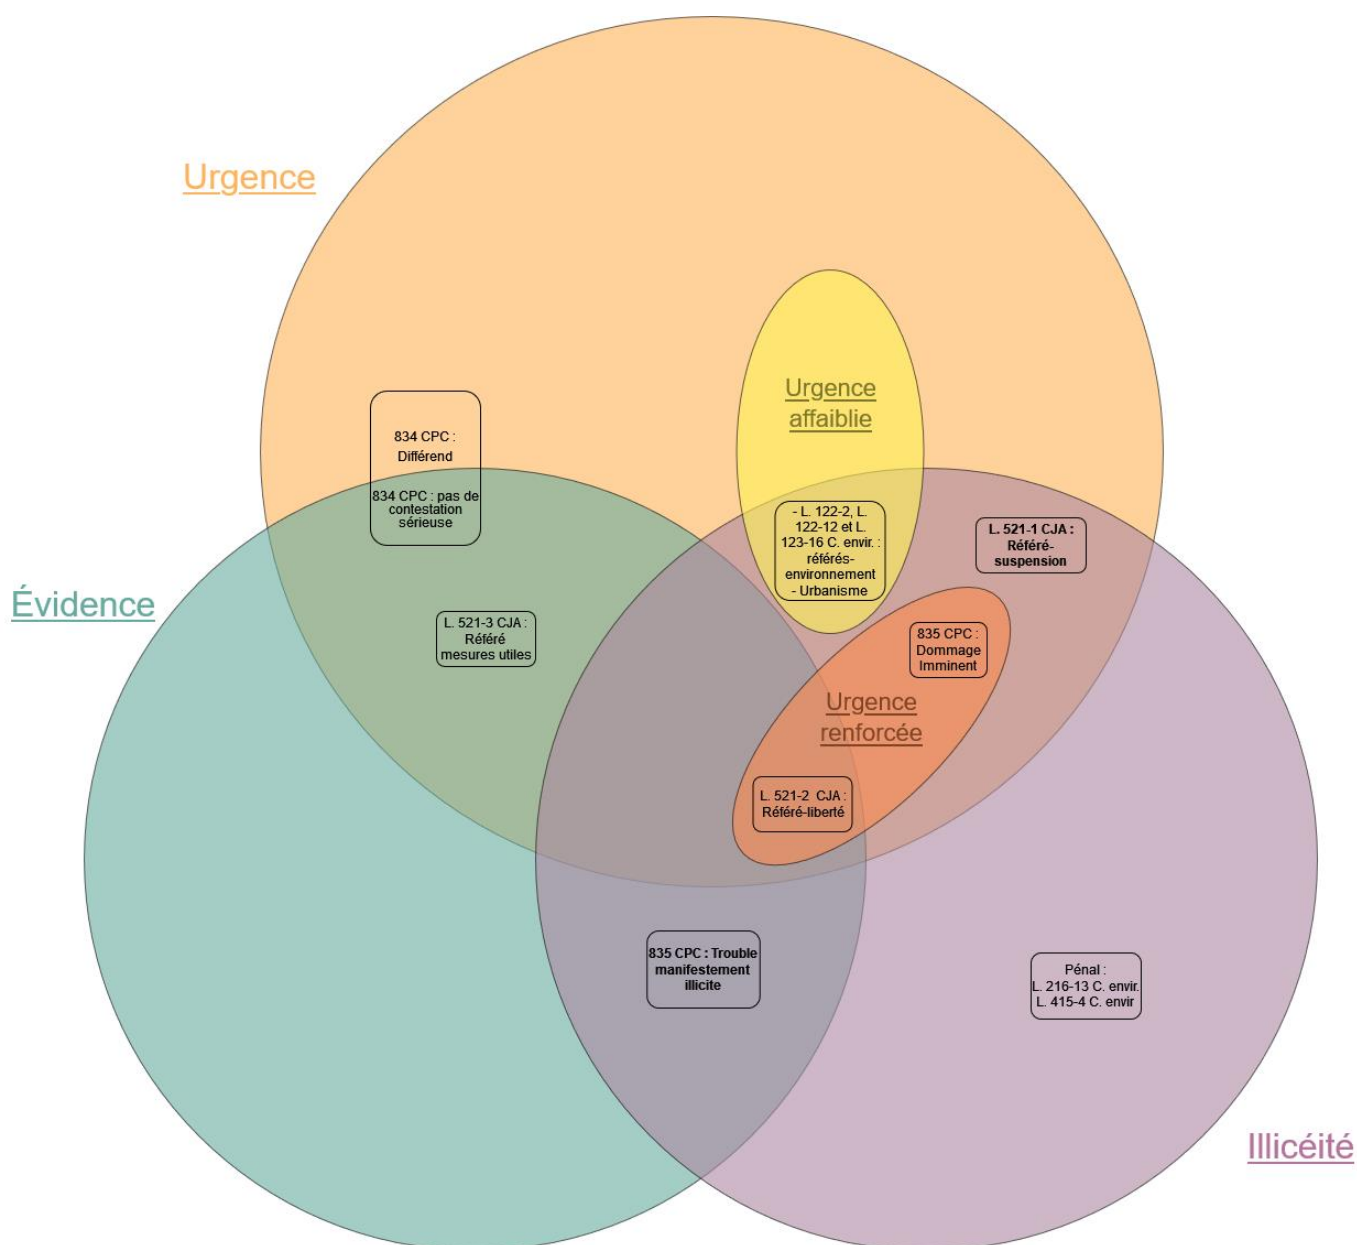 Urgence
Urgence
affaiblie
834 CPC :
Différend
834 CPC : pas de
contestation
sérieuse
- L. 122-2, L.
122-12 et L.
123-16 C. envir. :
référés-
environnement
- Urbanisme
L. 521-1 CJA :
Référé-
suspension
Évidence
L. 521-3 CJA :
Référé
mesures utiles
835 CPC :
Dommage
Imminent
Urgence
renforcée
L. 521-2 CJA :
Référé-liberté
835 CPC : Trouble
manifestement
illicite
Pénal :
L. 216-13 C. envir.
L. 415-4 C. envir
Illicéité